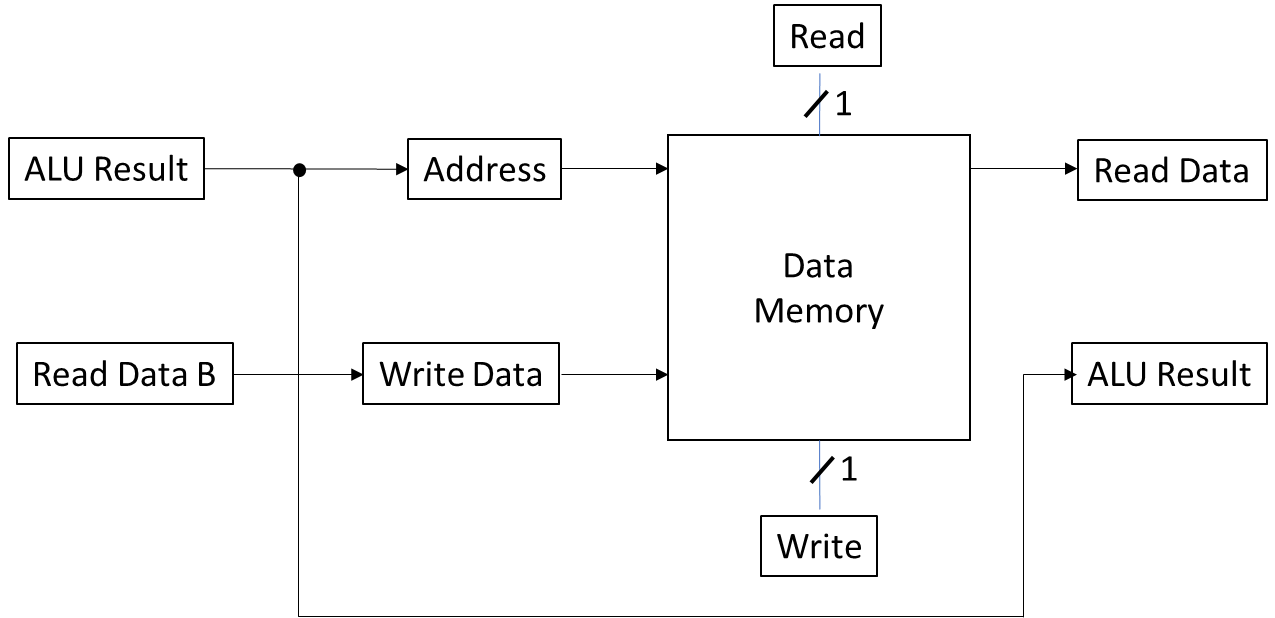 Read
1
ALU Result
Address
Read Data
Data
Memory
Read Data B
Write Data
ALU Result
1
Write